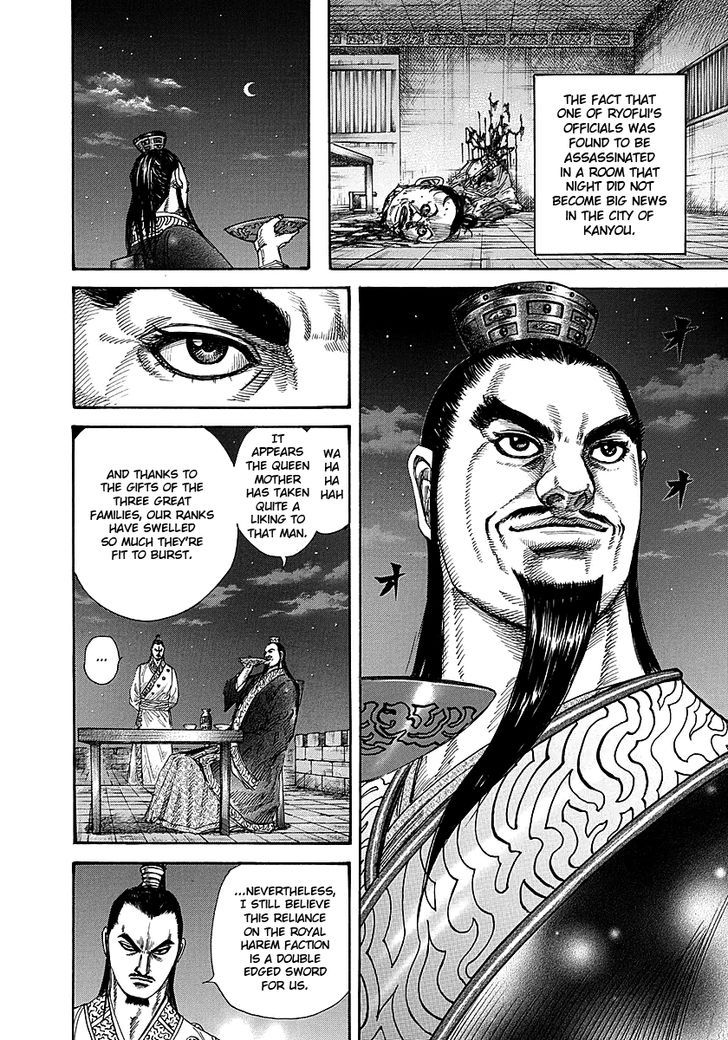 THE FACT THAT
ONE OF RYOFUI'S
OFFICIALS WAS
FOUND TO BE
ASSASSINATED
IN A ROOM THAT
NIGHT DID NOT
BECOME BIG NEWS
IN THE CITY OF
KANYOU.
オ
オ
オ
WA
HA
HA
HAH
IT
APPEARS
THE QUEEN
MOTHER
HAS TAKEN
QUITE A
LIKING TO
THAT MAN.
AND THANKS TO
THE GIFTS OF THE
THREE GREAT
FAMILIES, OUR RANKS
HAVE SWELLED
SO MUCH THEY'RE
FIT TO BURST.
...
...NEVERTHELESS,
I STILL BELIEVE
THIS RELIANCE
ON THE ROYAL
HAREM FACTION
IS A DOUBLE
EDGED SWORD
FOR US.